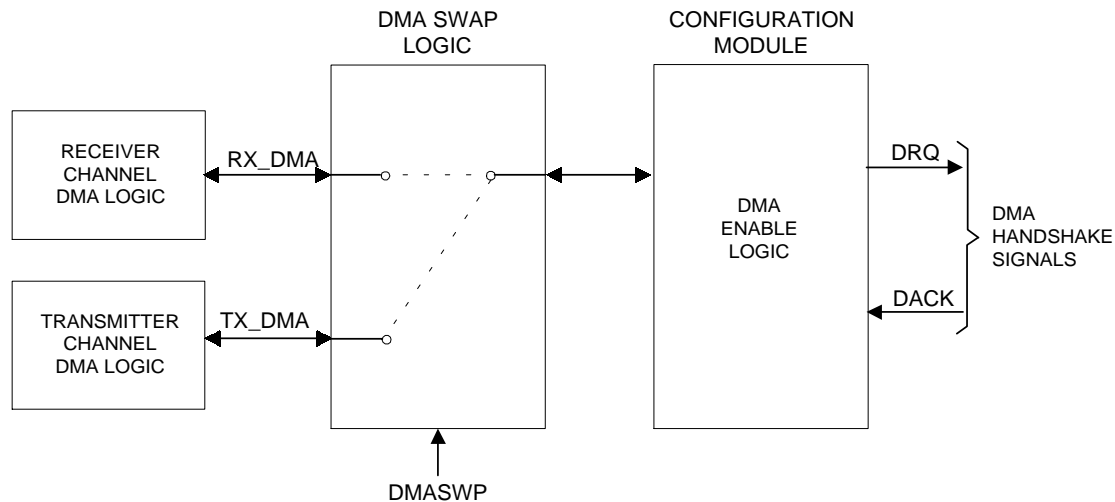 DMA SWAP
LOGIC
CONFIGURATION
MODULE
RECEIVER
CHANNEL
DMA LOGIC
RX_DMA
TRANSMITTER
CHANNEL
DMA LOGIC
TX_DMA
DMA
ENABLE
LOGIC
DRQ
DACK
DMA
HANDSHAKE
SIGNALS
DMASWP